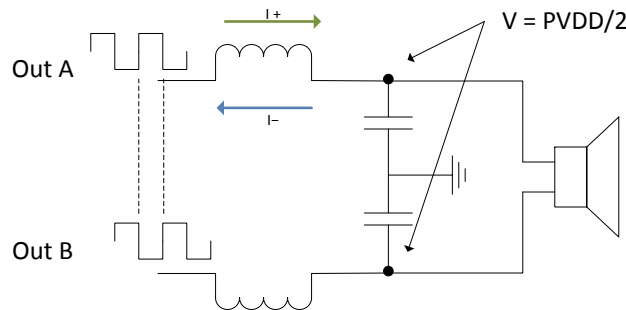 I+
V = PVDD/2
Out A
I−
Out B